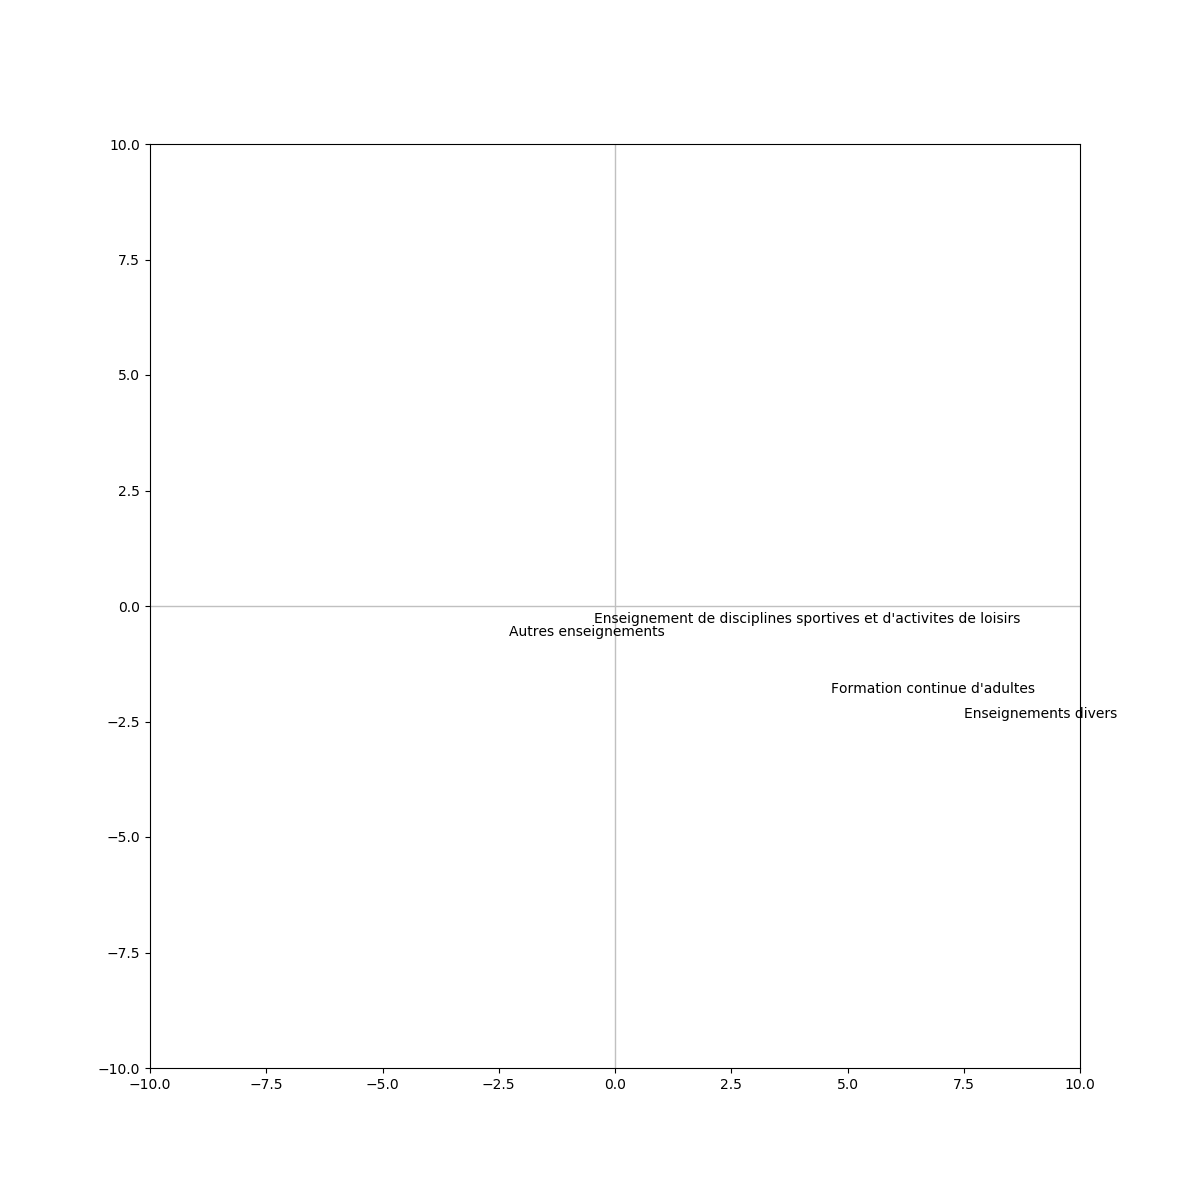 10.0
7.5
5.0
2.5
0.0
Enseignement de disciplines sportives et d'activites de loisirs
Autres enseignements
Formation continue d'adultes
Enseignements divers
−2.5
−5.0
−7.5
−10.0
−10.0 −7.5 −5.0 −2.5 0.0 2.5 5.0 7.5 10.0